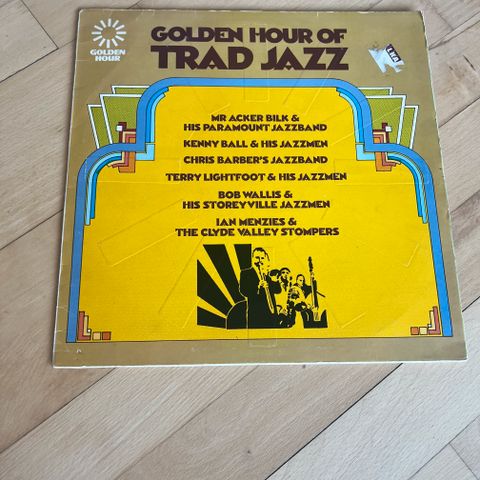 GOLDEN HOUR OF
TRAD JAZZ
GOLDEN
HOUR
MR ACKER BILK &
HIS PARAMOUNT JAZZBAND
KENNY BALL & HIS JAZZMEN
CHRIS BARBER'S JAZZBAND
TERRY LIGHTFOOT & HIS JAZZMEN
BOB WALLIS &
HIS STOREYVILLE JAZZMEN
IAN MENZIES &
THE CLYDE VALLEY STOMPERS